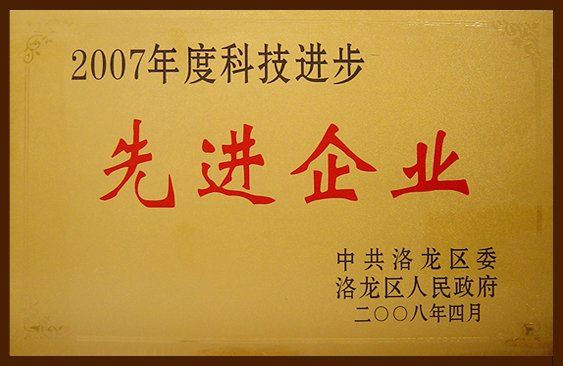 2007年度科技进步
先进企业
中共洛龙区委
洛龙区人民政府
二〇〇八年四月